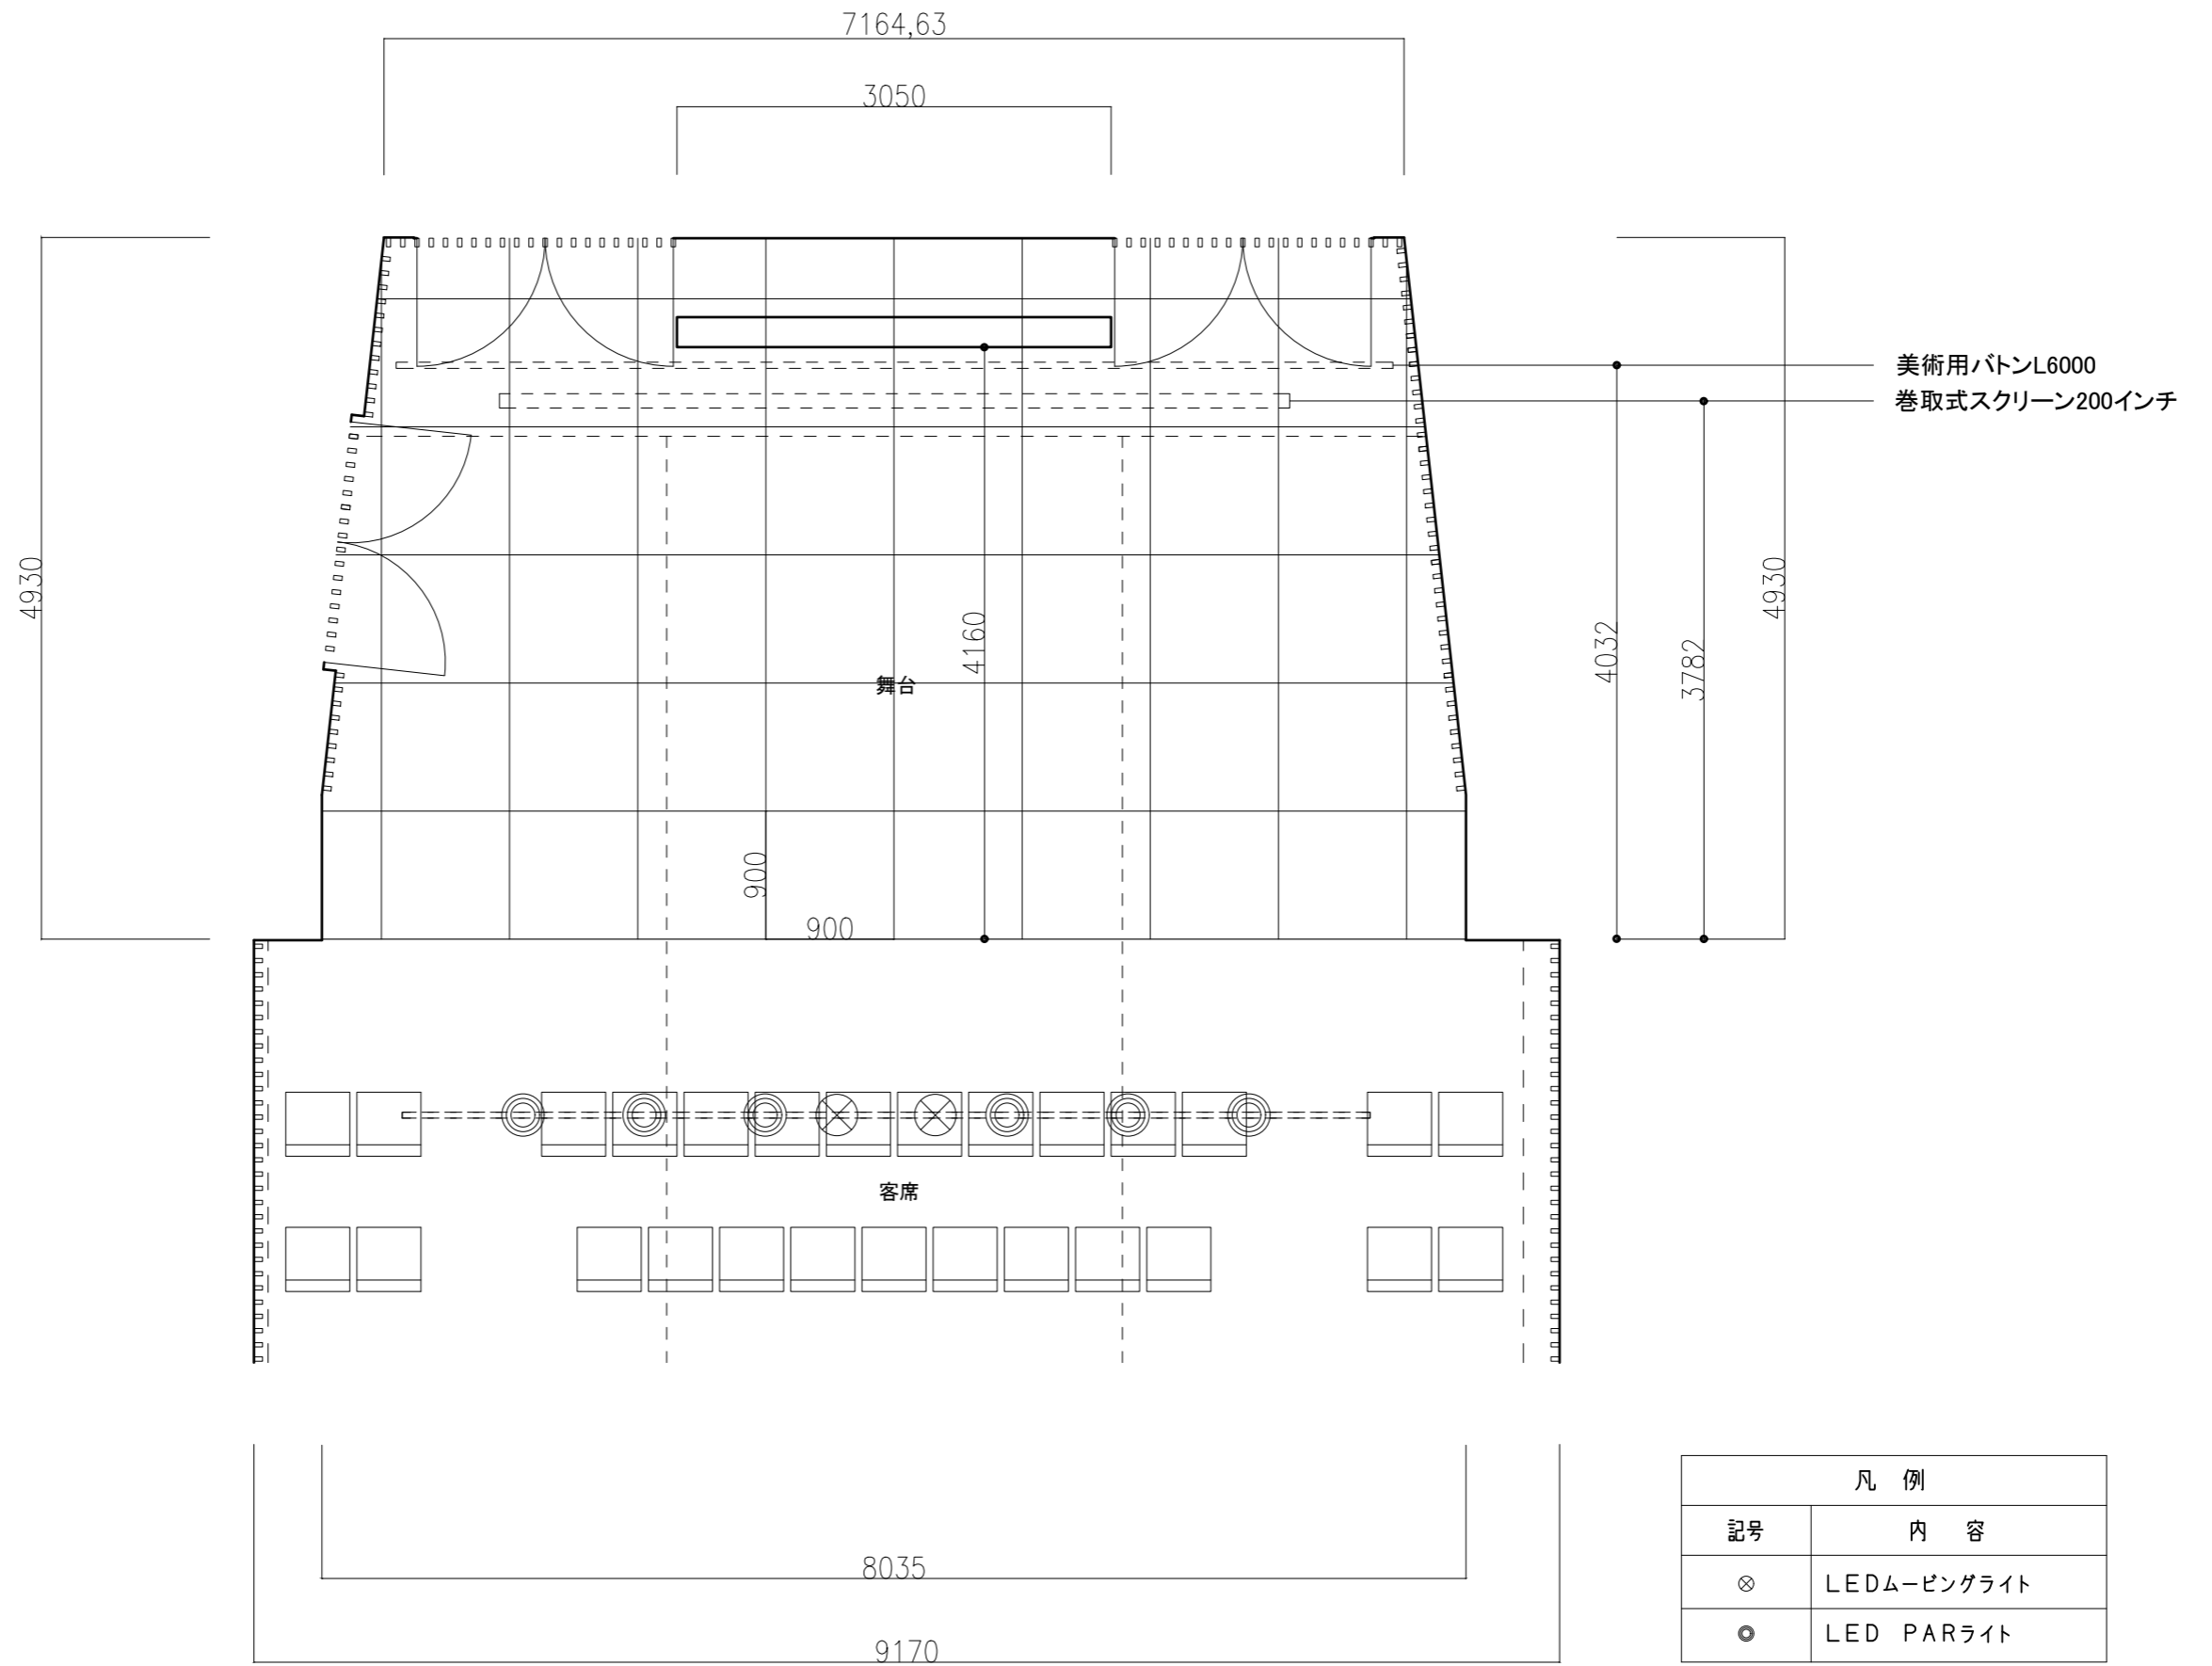 7164,63
3050
美術用バトンL6000
巻取式スクリーン200インチ
4930
4930
4160
4032
3782
舞台
900
900
客席
凡　例
記号　内　容
LEDムービングライト
LED　PARライト
8035
9170